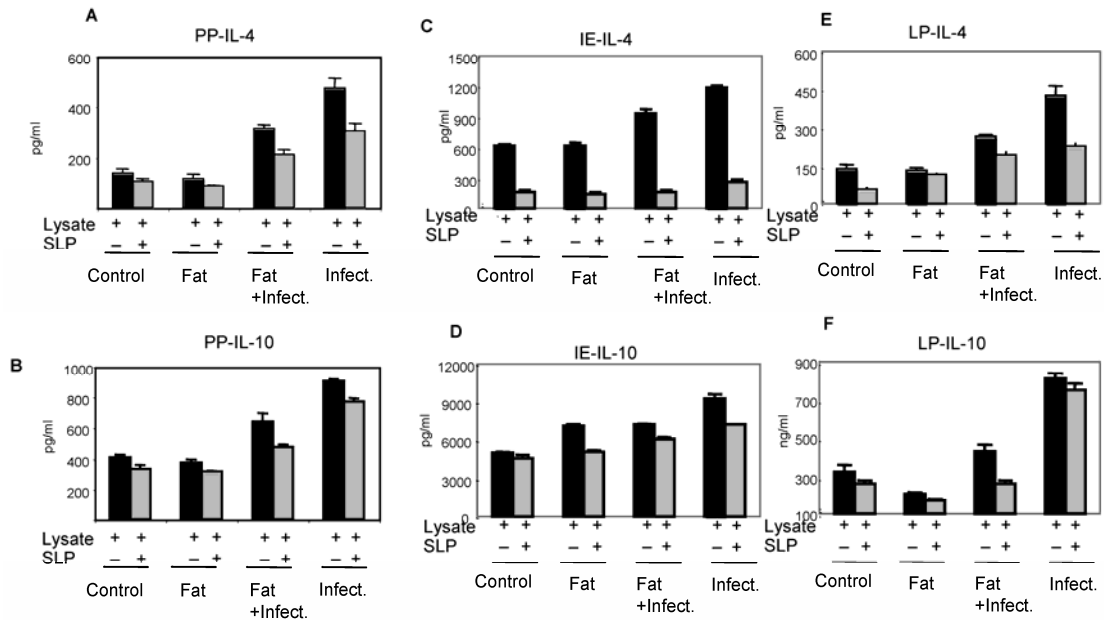 A
PP-IL-4
600
400
200
pg/ml
Lysate + + + + + + + +
SLP – + – + – + – +
Control Fat Fat Infect.
+Infect.
B
PP-IL-10
1000
800
600
400
200
pg/ml
Lysate + + + + + + + +
SLP – + – + – + – +
Control Fat Fat Infect.
+Infect.
C
IE-IL-4
1500
1200
900
600
300
0
pg/ml
Lysate + + + + + + + +
SLP – + – + – + – +
Control Fat Fat Infect.
+Infect.
D
IE-IL-10
12000
9000
6000
3000
0
pg/ml
Lysate + + + + + + + +
SLP – + – + – + – +
Control Fat Fat Infect.
+Infect.
E
LP-IL-4
600
450
300
150
0
pg/ml
Lysate + + + + + + + +
SLP – + – + – + – +
Control Fat Fat Infect.
+Infect.
F
LP-IL-10
900
700
500
300
100
ng/ml
Lysate + + + + + + + +
SLP – + – + – + – +
Control Fat Fat Infect.
+Infect.